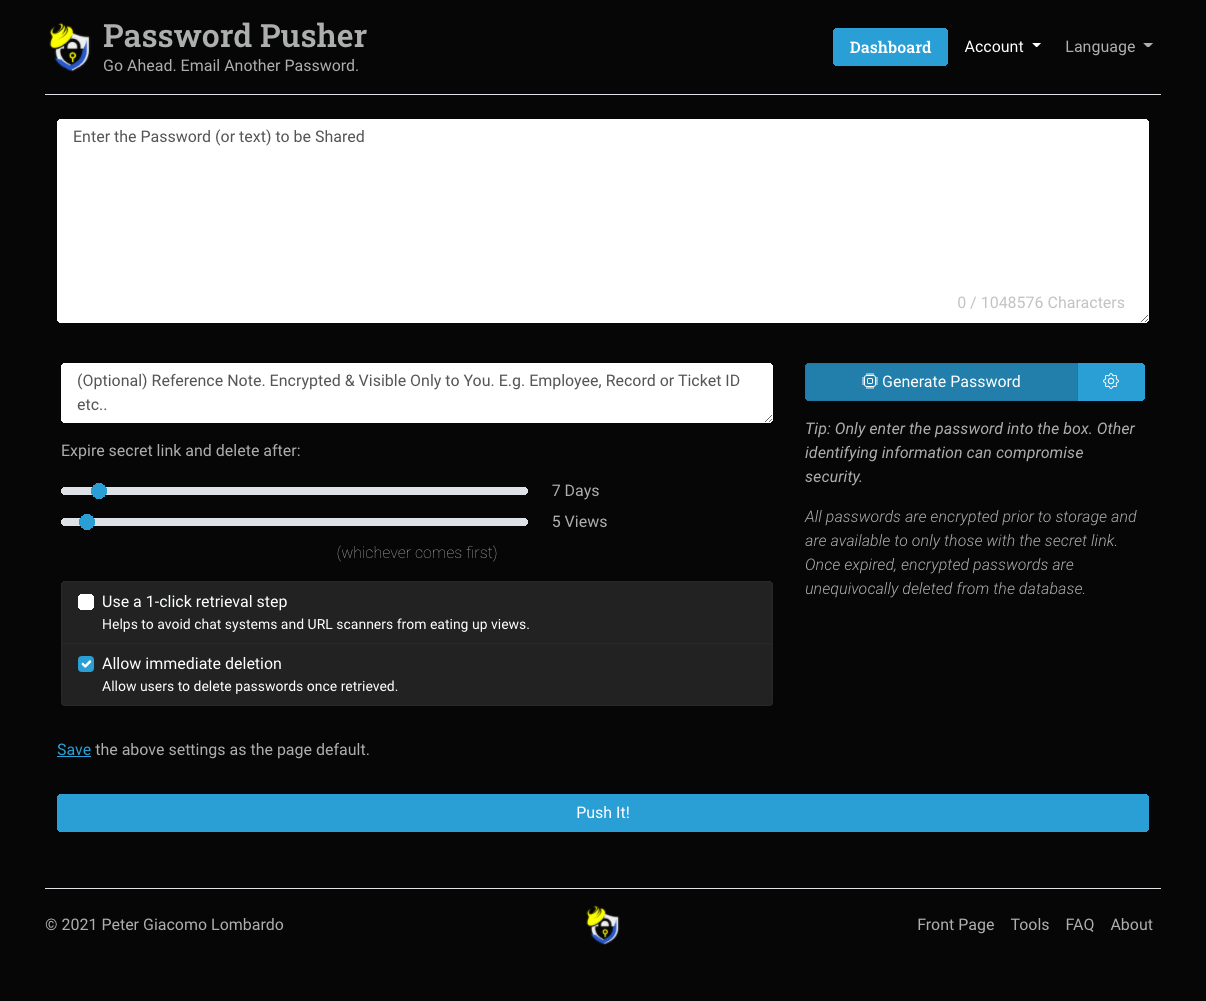 Password Pusher
Go Ahead. Email Another Password.
Dashboard
Account
Language
Enter the Password (or text) to be Shared
0 / 1048576 Characters
(Optional) Reference Note. Encrypted & Visible Only to You. E.g. Employee, Record or Ticket ID
etc..
Generate Password
Tip: Only enter the password into the box. Other
identifying information can compromise
security.
All passwords are encrypted prior to storage and
are available to only those with the secret link.
Once expired, encrypted passwords are
unequivocally deleted from the database.
Expire secret link and delete after:
7 Days
5 Views
(whichever comes first)
Use a 1-click retrieval step
Helps to avoid chat systems and URL scanners from eating up views.
Allow immediate deletion
Allow users to delete passwords once retrieved.
Save the above settings as the page default.
Push It!
© 2021 Peter Giacomo Lombardo
Front Page
Tools
FAQ
About